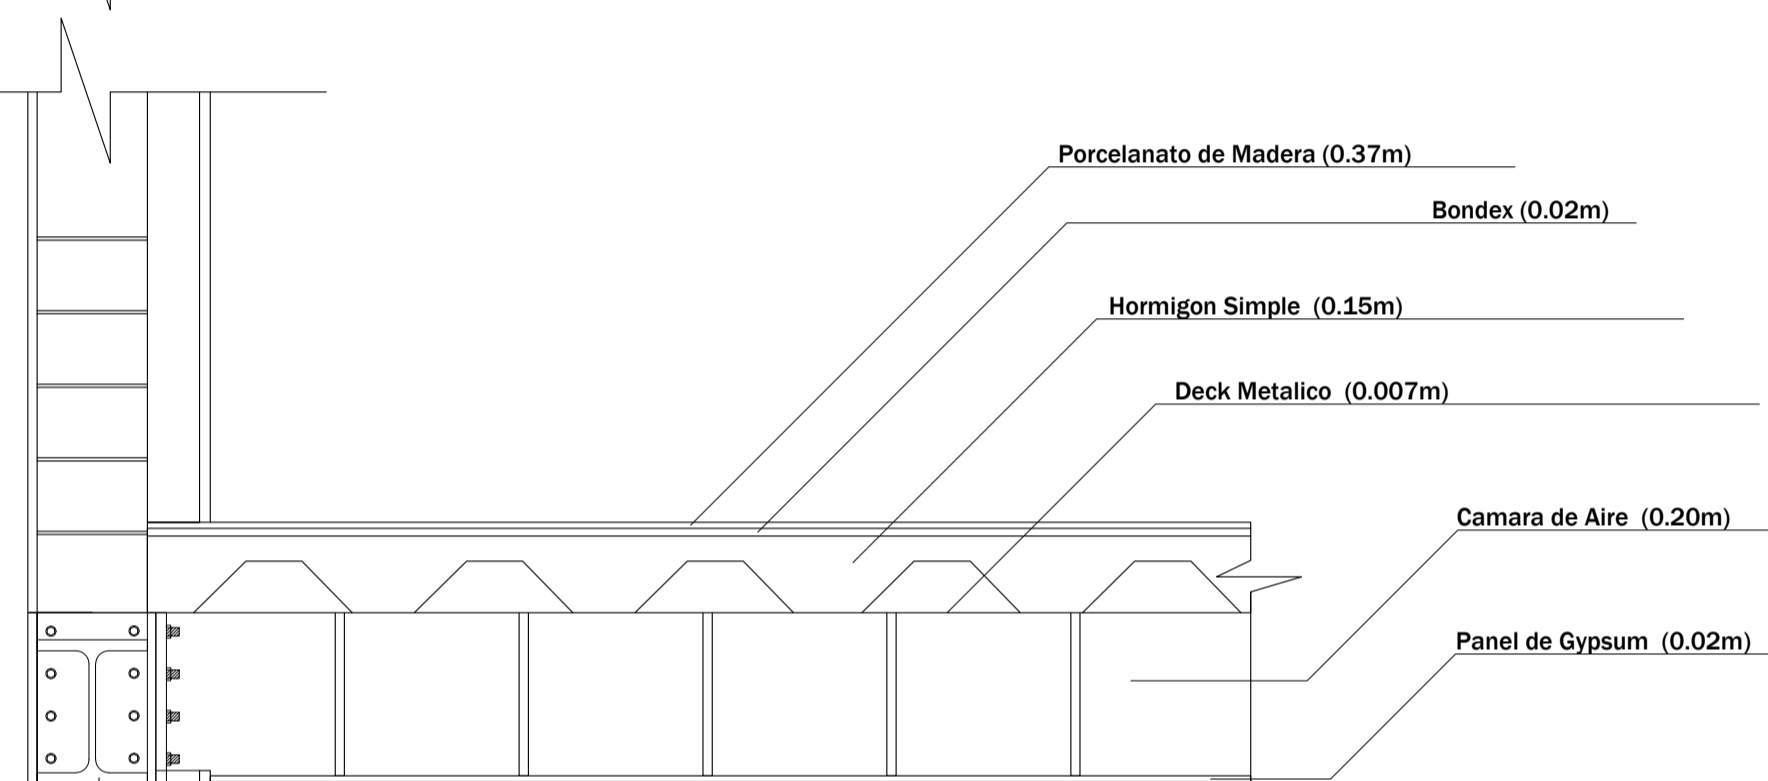 Porcelanato de Madera (0.37m)
Bondex (0.02m)
Hormigon Simple (0.15m)
Deck Metalico (0.007m)
Camara de Aire (0.20m)
Panel de Gypsum (0.02m)